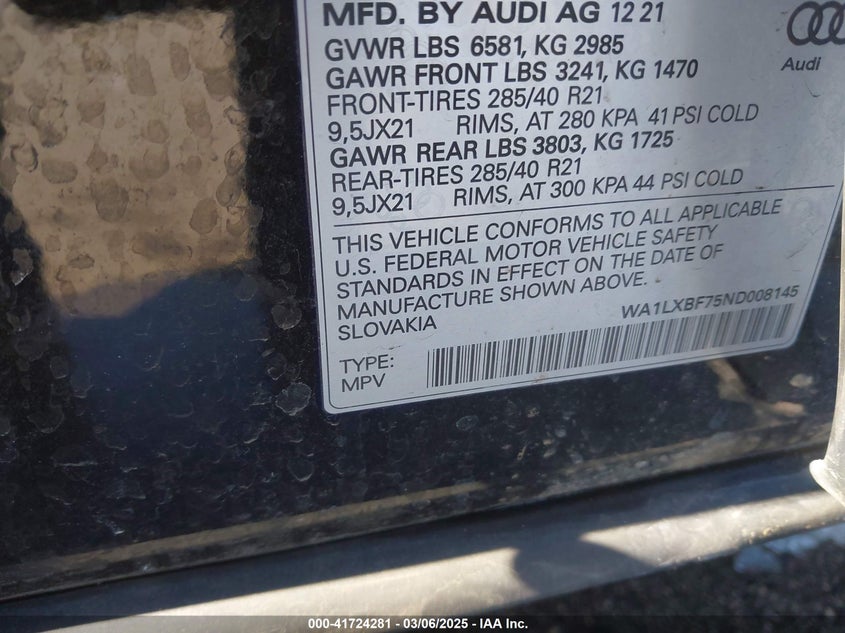 MFD. BY AUDI AG 12 21
GVWR LBS 6581, KG 2985
GAWR FRONT LBS 3241, KG 1470
FRONT-TIRES 285/40 R21
9,5JX21 RIMS, AT 280 KPA 41 PSI COLD
GAWR REAR LBS 3803, KG 1725
REAR-TIRES 285/40 R21
9,5JX21 RIMS, AT 300 KPA 44 PSI COLD
Audi
THIS VEHICLE CONFORMS TO ALL APPLICABLE
U.S. FEDERAL MOTOR VEHICLE SAFETY
STANDARDS IN EFFECT ON THE DATE OF
MANUFACTURE SHOWN ABOVE.
SLOVAKIA
WA1LXBF75ND008145
TYPE:
MPV
000-41724281 - 03/06/2025 - IAAI.COM.